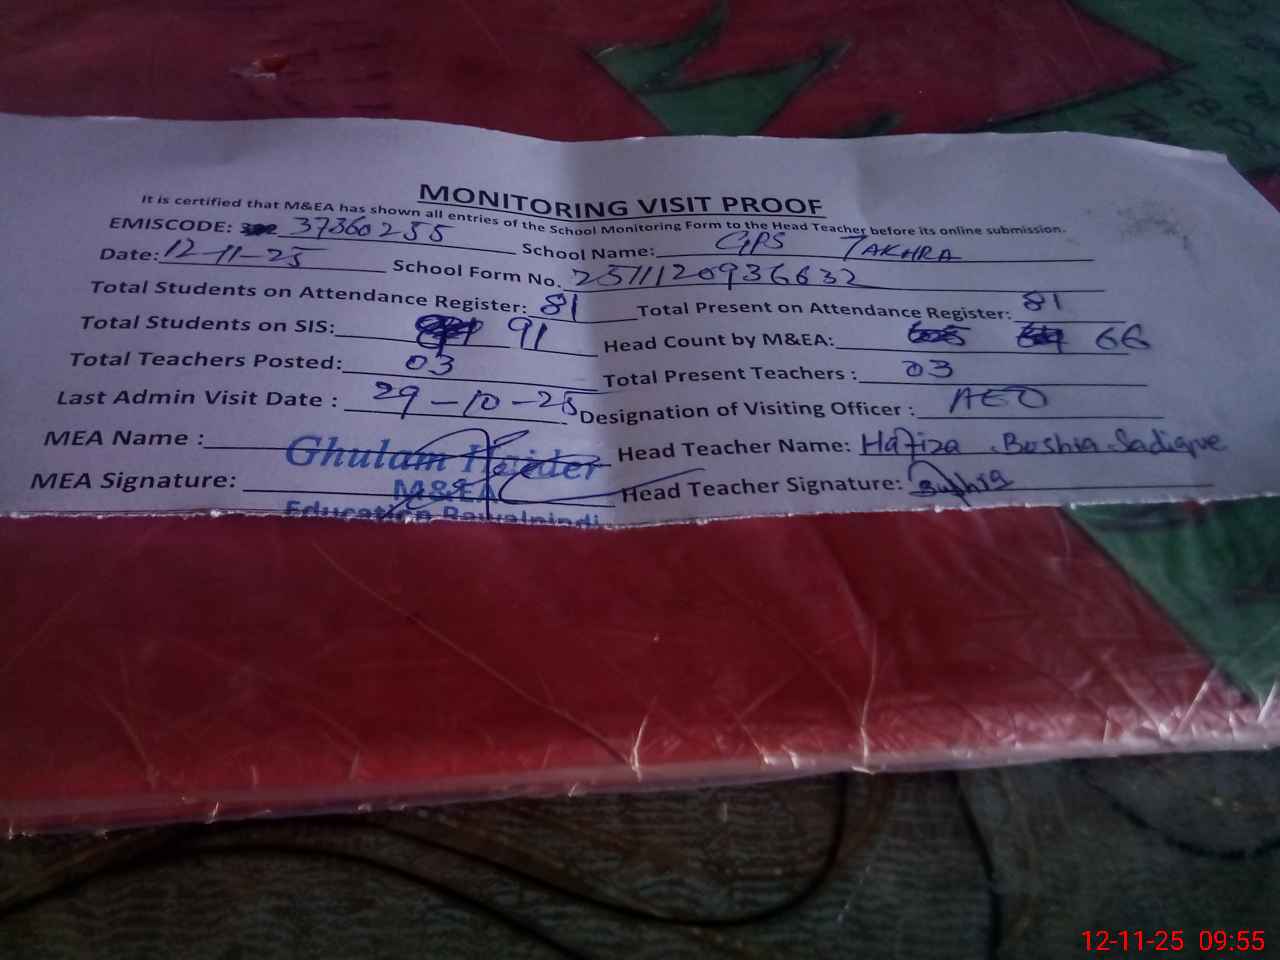 MONITORING VISIT PROOF
It is certified that M&EA has shown all entries of the School Monitoring Form to the Head Teacher before its online submission.
EMISCODE: 37360255 School Name: GPS TAKHRA
Date: 12-11-25 School Form No. 251112093663​2
Total Students on Attendance Register: 81 Total Present on Attendance Register: 81
Total Students on SIS: 91 Head Count by M&EA: 66
Total Teachers Posted: 03 Total Present Teachers : 03
Last Admin Visit Date : 29-10-25 Designation of Visiting Officer : AEO
MEA Name : Ghulam Haider Head Teacher Name: Hafiza Boshra Sadique
M&EA
MEA Signature: Head Teacher Signature: Bushra
Education Rawalpindi
12-11-25 09:55